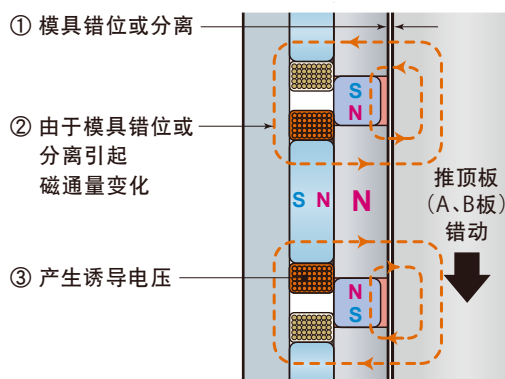 ① 模具错位或分离
② 由于模具错位或
分离引起
磁通量变化
③ 产生诱导电压
S
N
S N
N
N
S
推顶板
(A、B板)
错动